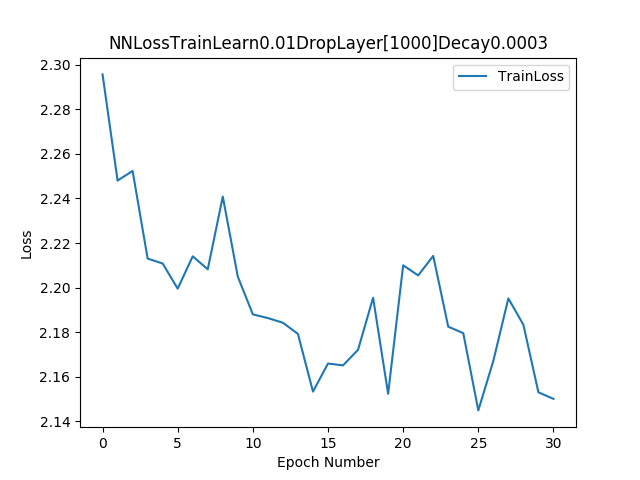 NNLossTrainLearn0.01DropLayer[1000]Decay0.0003
TrainLoss
2.30
2.28
2.26
2.24
2.22
2.20
2.18
2.16
2.14
Loss
0 5 10 15 20 25 30
Epoch Number